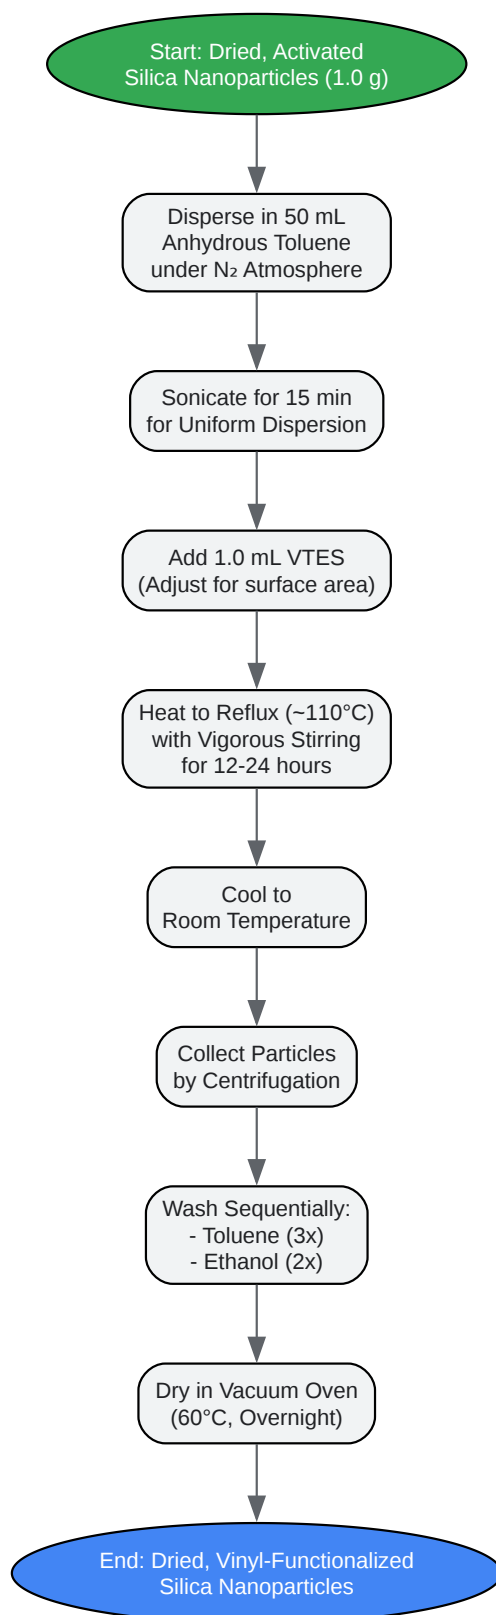 Start: Dried, Activated
Silica Nanoparticles (1.0 g)
Disperse in 50 mL
Anhydrous Toluene
under N₂ Atmosphere
Sonicate for 15 min
for Uniform Dispersion
Add 1.0 mL VTES
(Adjust for surface area)
Heat to Reflux (~110°C)
with Vigorous Stirring
for 12-24 hours
Cool to
Room Temperature
Collect Particles
by Centrifugation
Wash Sequentially:
- Toluene (3x)
- Ethanol (2x)
Dry in Vacuum Oven
(60°C, Overnight)
End: Dried, Vinyl-Functionalized
Silica Nanoparticles